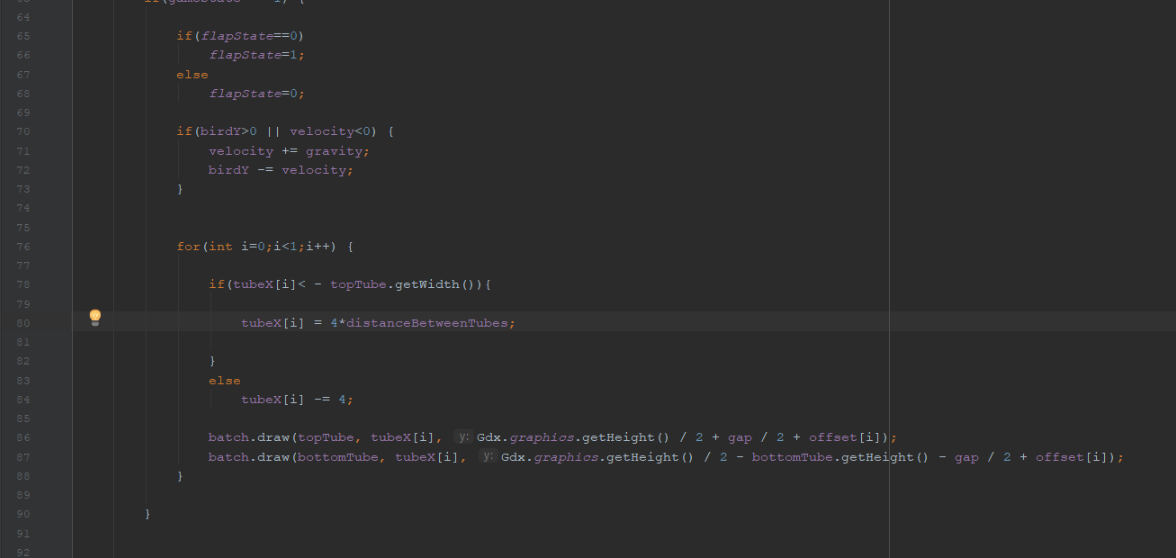 64
65 if(flapState==0)
66 flapState=1;
67 else
68 flapState=0;
69
70 if(birdY>0 || velocity<0) {
71 velocity += gravity;
72 birdY -= velocity;
73 }
74
75
76 for(int i=0;i<1;i++) {
77
78 if(tubeX[i]< - topTube.getWidth()){
79
80 tubeX[i] = 4*distanceBetweenTubes;
81
82 }
83 else
84 tubeX[i] -= 4;
85
86 batch.draw(topTube, tubeX[i], y: Gdx.graphics.getHeight() / 2 + gap / 2 + offset[i]);
87 batch.draw(bottomTube, tubeX[i], y: Gdx.graphics.getHeight() / 2 - bottomTube.getHeight() - gap / 2 + offset[i]);
88 }
89
90 }
91
92